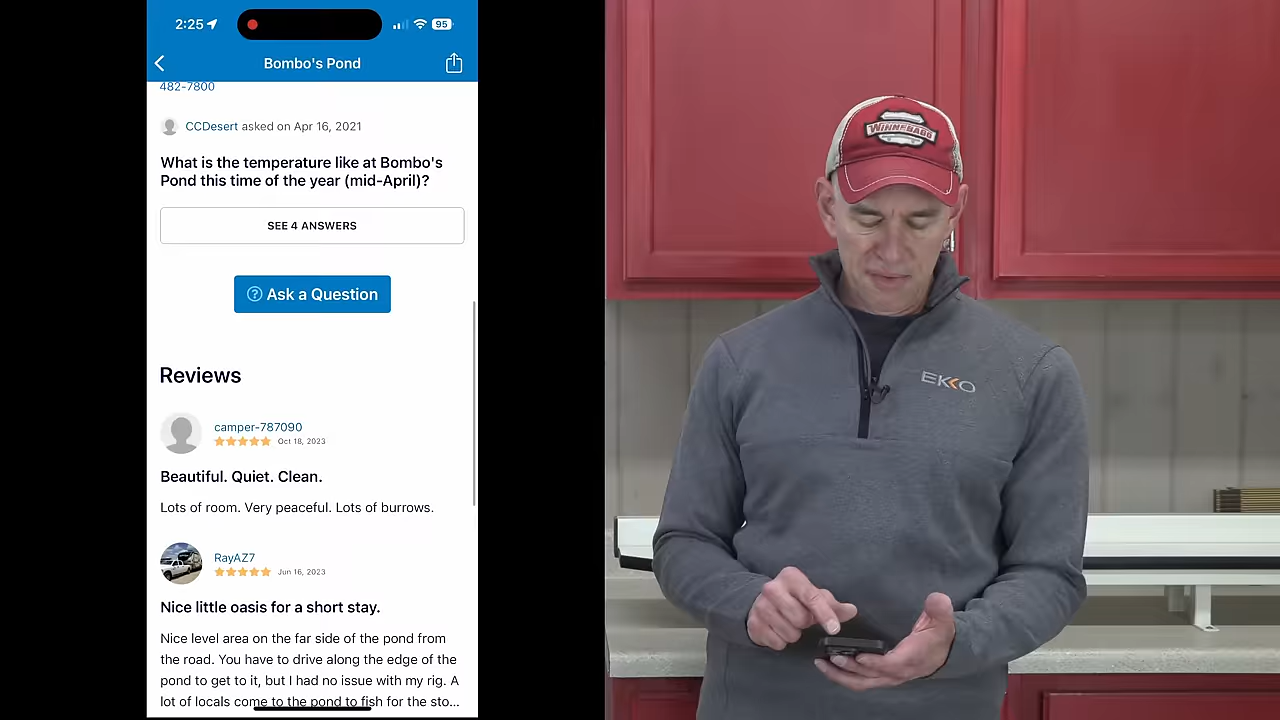 2:25
95
Bombo's Pond
482-7800
CCDesert asked on Apr 16, 2021
What is the temperature like at Bombo's
Pond this time of the year (mid-April)?
SEE 4 ANSWERS
? Ask a Question
Reviews
camper-787090
Oct 18, 2023
Beautiful. Quiet. Clean.
Lots of room. Very peaceful. Lots of burrows.
RayAZ7
Jun 16, 2023
Nice little oasis for a short stay.
Nice level area on the far side of the pond from
the road. You have to drive along the edge of the
pond to get to it, but I had no issue with my rig. A
lot of locals come to the pond to fish for the sto...
WINNEBAGO
EKKO